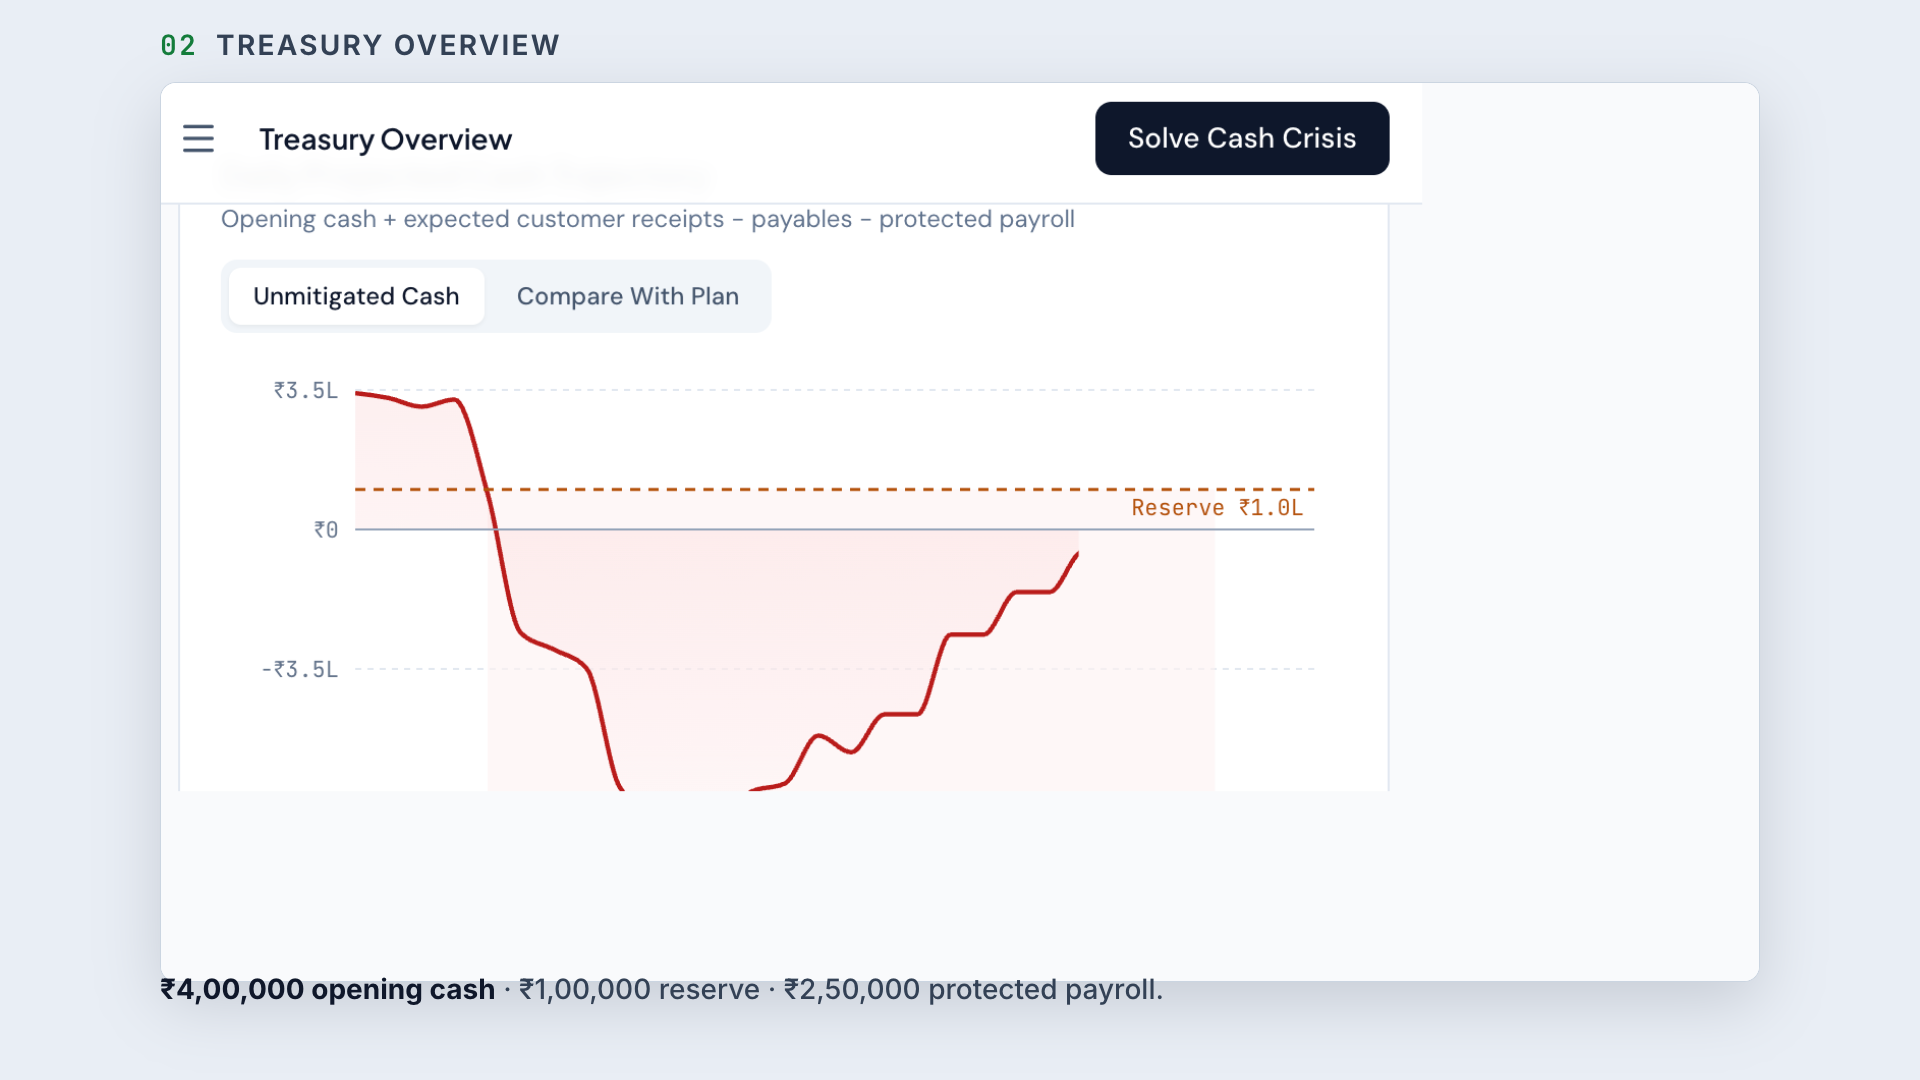 02 TREASURY OVERVIEW
Treasury Overview
Solve Cash Crisis
Opening cash + expected customer receipts - payables - protected payroll
Unmitigated Cash
Compare With Plan
₹3.5L
Reserve ₹1.0L
₹0
-₹3.5L
₹4,00,000 opening cash · ₹1,00,000 reserve · ₹2,50,000 protected payroll.